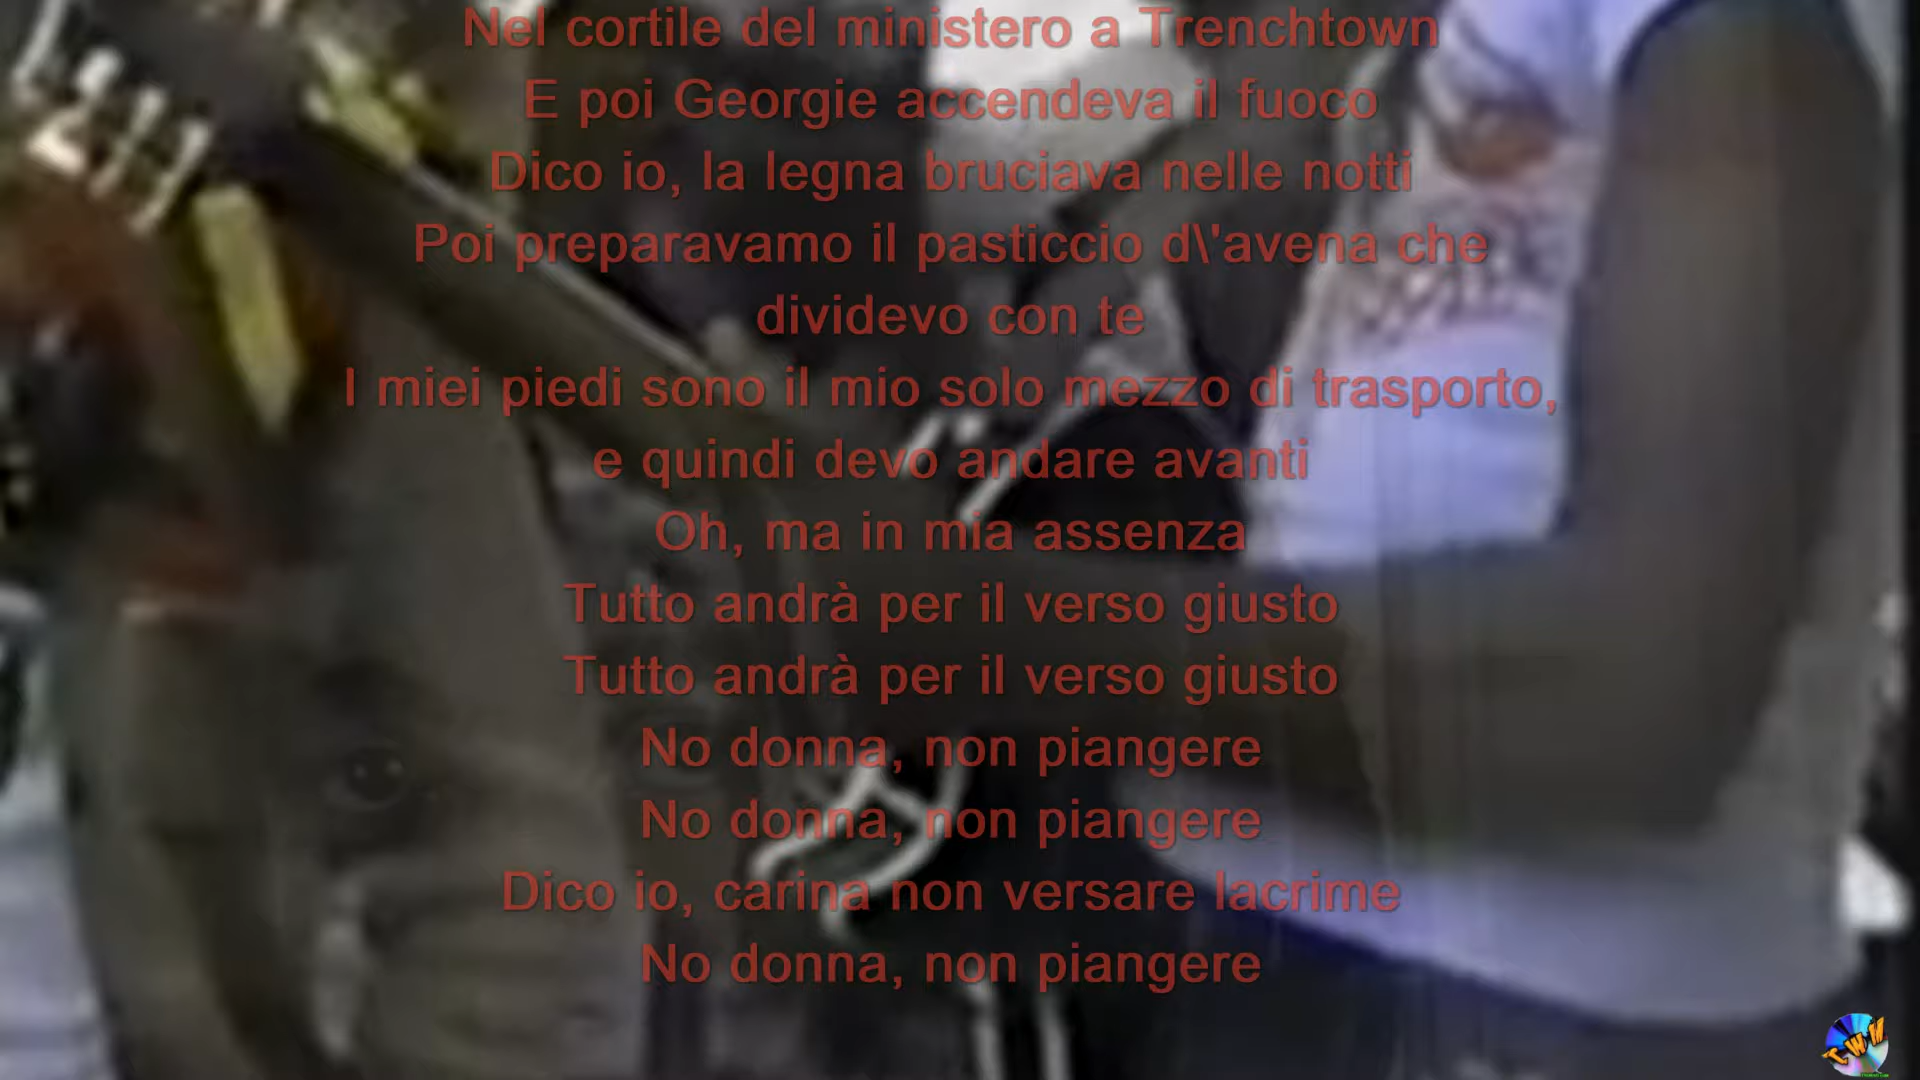 Nel cortile del ministero a Trenchtown
E poi Georgie accendeva il fuoco
Dico io, la legna bruciava nelle notti
Poi preparavamo il pasticcio d\'avena che
dividevo con te
I miei piedi sono il mio solo mezzo di trasporto,
e quindi devo andare avanti
Oh, ma in mia assenza
Tutto andrà per il verso giusto
Tutto andrà per il verso giusto
No donna, non piangere
No donna, non piangere
Dico io, carina non versare lacrime
No donna, non piangere
TWM